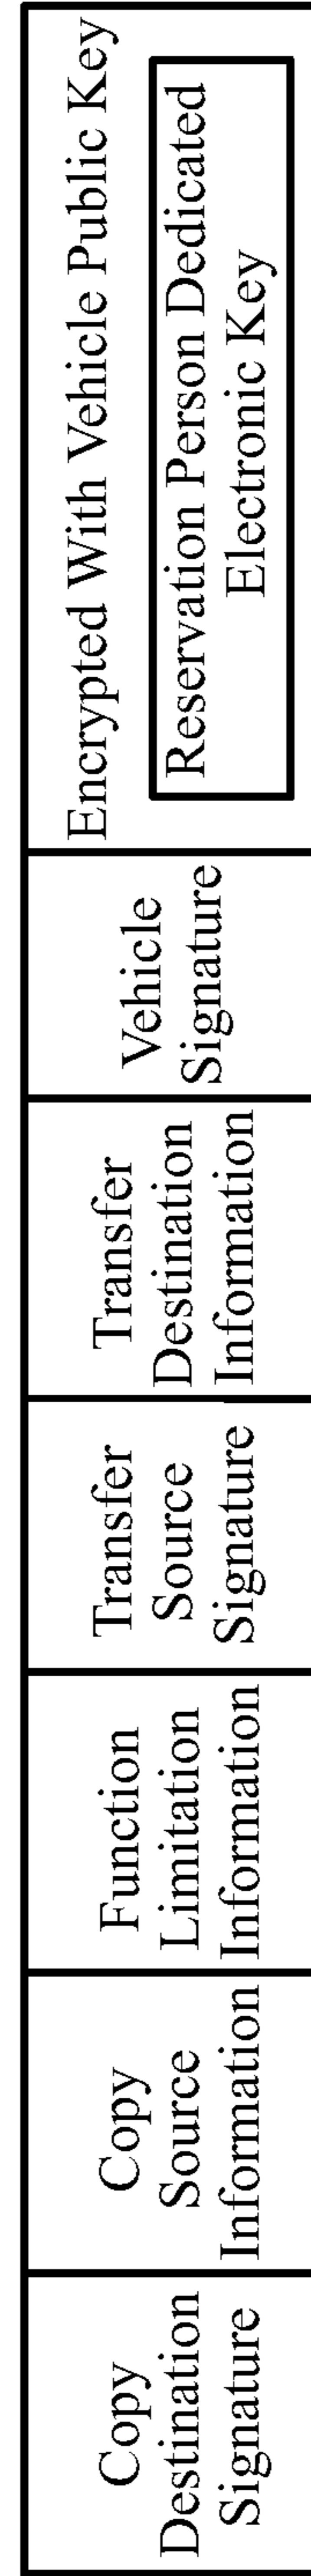 Copy
Destination
Signature
Copy
Source
Information
Function
Limitation
Information
Transfer
Source
Signature
Transfer
Destination
Information
Vehicle
Signature
Encrypted With Vehicle Public Key
Reservation Person Dedicated
Electronic Key